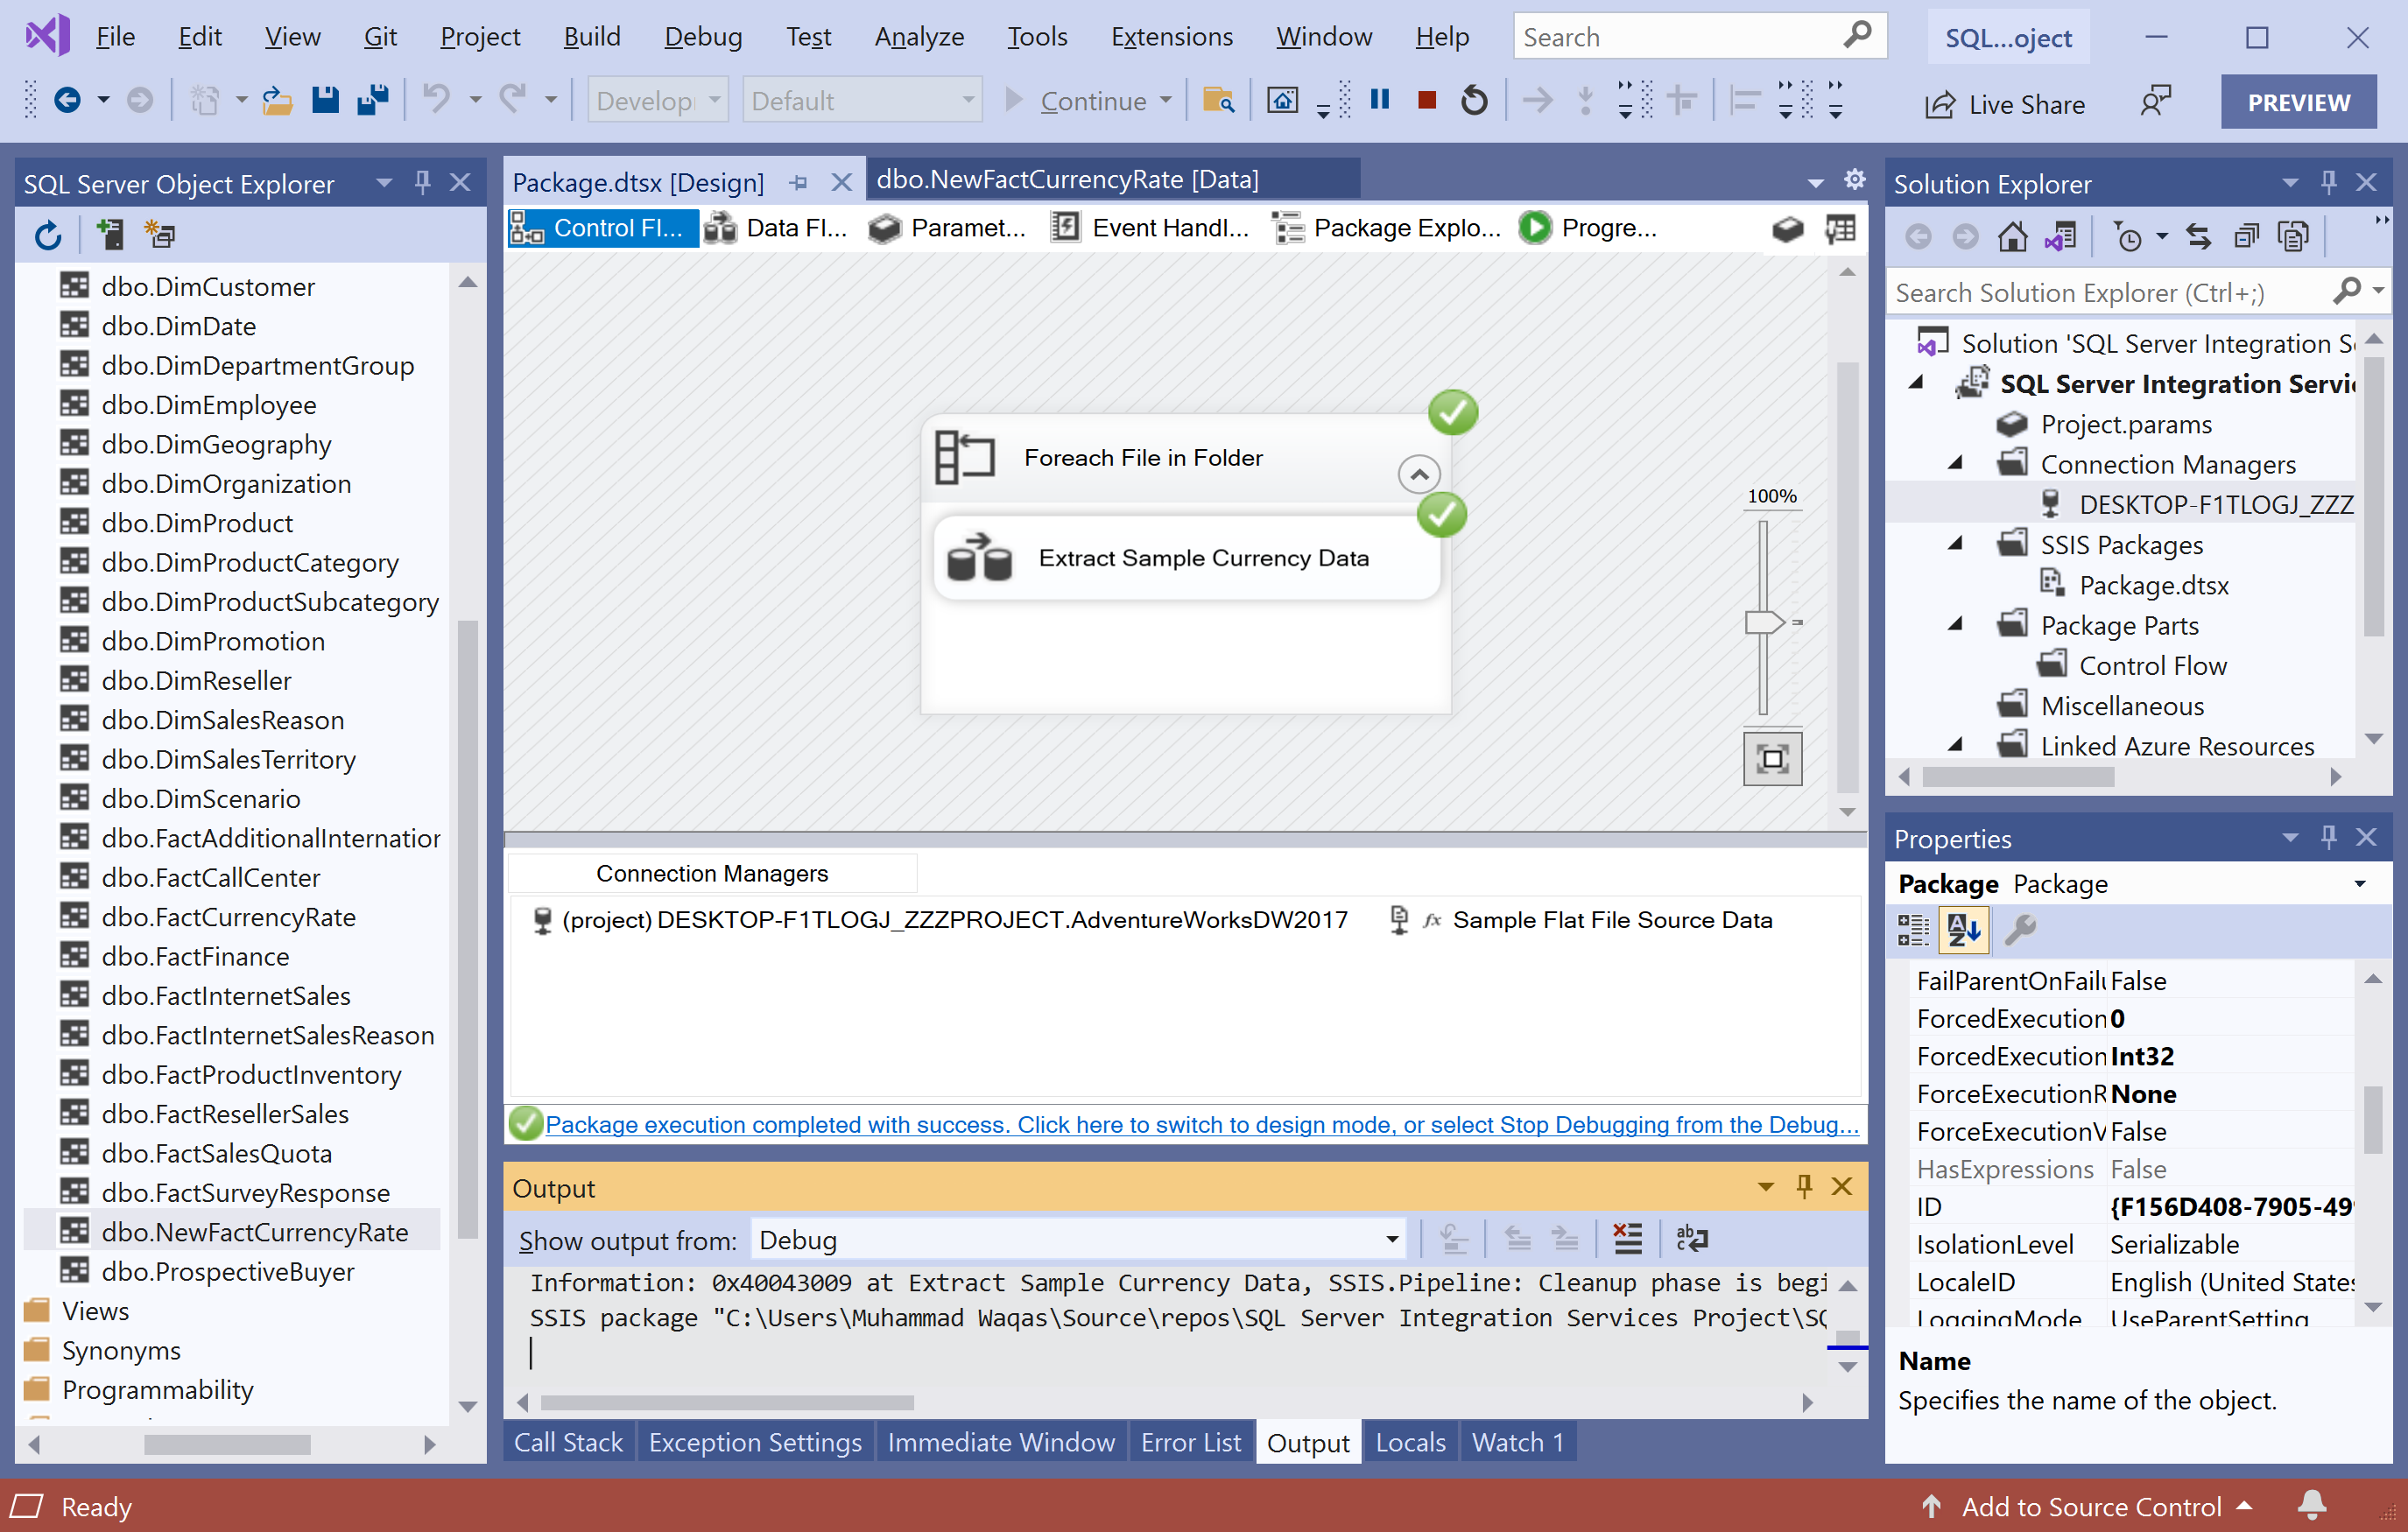 File Edit View Git Project Build Debug Test Analyze Tools Extensions Window Help Search SQL...oject
Develop Default Continue Live Share PREVIEW
SQL Server Object Explorer
dbo.DimCustomer
dbo.DimDate
dbo.DimDepartmentGroup
dbo.DimEmployee
dbo.DimGeography
dbo.DimOrganization
dbo.DimProduct
dbo.DimProductCategory
dbo.DimProductSubcategory
dbo.DimPromotion
dbo.DimReseller
dbo.DimSalesReason
dbo.DimSalesTerritory
dbo.DimScenario
dbo.FactAdditionalInternation
dbo.FactCallCenter
dbo.FactCurrencyRate
dbo.FactFinance
dbo.FactInternetSales
dbo.FactInternetSalesReason
dbo.FactProductInventory
dbo.FactResellerSales
dbo.FactSalesQuota
dbo.FactSurveyResponse
dbo.NewFactCurrencyRate
dbo.ProspectiveBuyer
Views
Synonyms
Programmability
Package.dtsx [Design] dbo.NewFactCurrencyRate [Data]
Control Fl... Data Fl... Paramet... Event Handl... Package Explo... Progre...
Foreach File in Folder
Extract Sample Currency Data
100%
Connection Managers
(project) DESKTOP-F1TLOGJ_ZZZPROJECT.AdventureWorksDW2017 fx Sample Flat File Source Data
Package execution completed with success. Click here to switch to design mode, or select Stop Debugging from the Debug...
Output
Show output from: Debug
Information: 0x40043009 at Extract Sample Currency Data, SSIS.Pipeline: Cleanup phase is begi
SSIS package "C:\Users\Muhammad Waqas\Source\repos\SQL Server Integration Services Project\SQ
Call Stack Exception Settings Immediate Window Error List Output Locals Watch 1
Solution Explorer
Search Solution Explorer (Ctrl+;)
Solution 'SQL Server Integration Se
SQL Server Integration Servic
Project.params
Connection Managers
DESKTOP-F1TLOGJ_ZZZ
SSIS Packages
Package.dtsx
Package Parts
Control Flow
Miscellaneous
Linked Azure Resources
Properties
Package Package
FailParentOnFailu False
ForcedExecution 0
ForcedExecution Int32
ForceExecutionR None
ForceExecutionV False
HasExpressions False
ID {F156D408-7905-49
IsolationLevel Serializable
LocaleID English (United States
LoggingMode UseParentSetting
Name
Specifies the name of the object.
Ready Add to Source Control